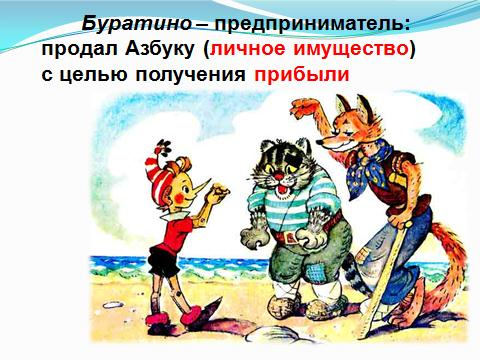 Буратино – предприниматель:
продал Азбуку (личное имущество)
с целью получения прибыли